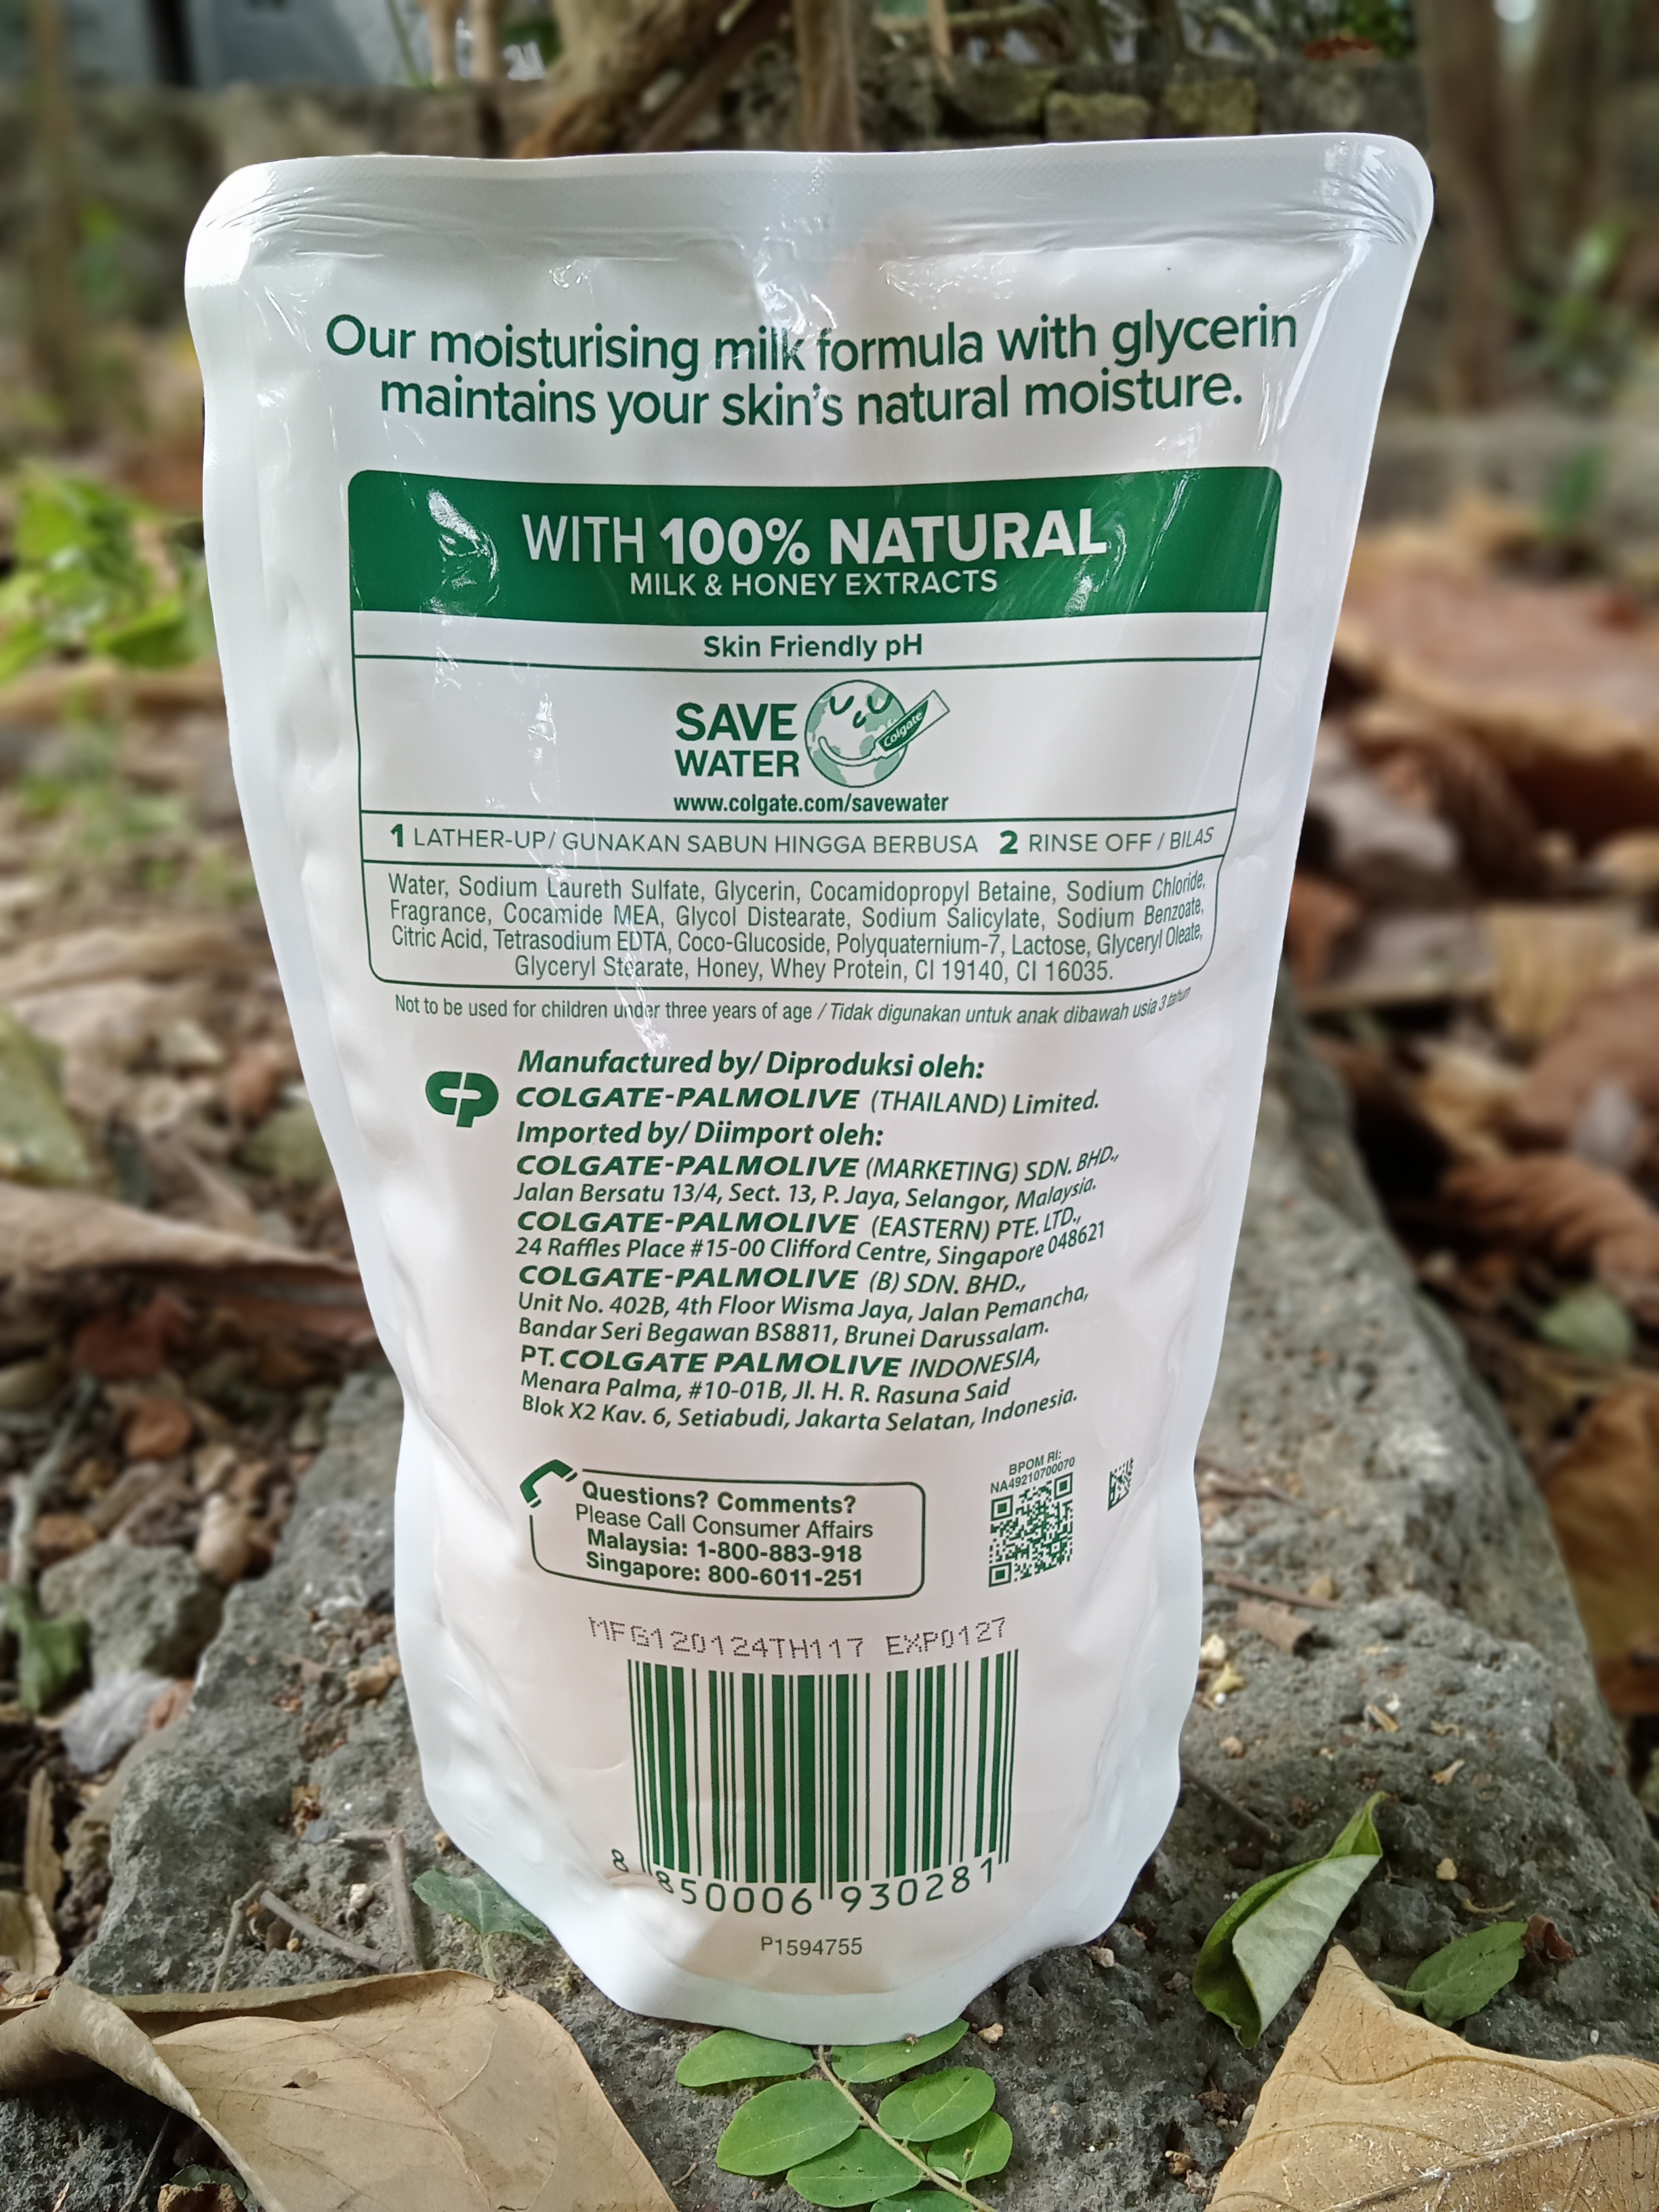 Our moisturising milk formula with glycerin
maintains your skin's natural moisture.
WITH 100% NATURAL
MILK & HONEY EXTRACTS
Skin Friendly pH
SAVE
WATER
Colgate
www.colgate.com/savewater
1 LATHER-UP/ GUNAKAN SABUN HINGGA BERBUSA 2 RINSE OFF / BILAS
Water, Sodium Laureth Sulfate, Glycerin, Cocamidopropyl Betaine, Sodium Chloride,
Fragrance, Cocamide MEA, Glycol Distearate, Sodium Salicylate, Sodium Benzoate,
Citric Acid, Tetrasodium EDTA, Coco-Glucoside, Polyquaternium-7, Lactose, Glyceryl Oleate,
Glyceryl Stearate, Honey, Whey Protein, CI 19140, CI 16035.
Not to be used for children under three years of age / Tidak digunakan untuk anak dibawah usia 3 tahun
CP
Manufactured by/ Diproduksi oleh:
COLGATE-PALMOLIVE (THAILAND) Limited.
Imported by/ Diimport oleh:
COLGATE-PALMOLIVE (MARKETING) SDN. BHD.,
Jalan Bersatu 13/4, Sect. 13, P. Jaya, Selangor, Malaysia.
COLGATE-PALMOLIVE (EASTERN) PTE. LTD.,
24 Raffles Place #15-00 Clifford Centre, Singapore 048621
COLGATE-PALMOLIVE (B) SDN. BHD.,
Unit No. 402B, 4th Floor Wisma Jaya, Jalan Pemancha,
Bandar Seri Begawan BS8811, Brunei Darussalam.
PT. COLGATE PALMOLIVE INDONESIA,
Menara Palma, #10-01B, Jl. H. R. Rasuna Said
Blok X2 Kav. 6, Setiabudi, Jakarta Selatan, Indonesia.
Questions? Comments?
Please Call Consumer Affairs
Malaysia: 1-800-883-918
Singapore: 800-6011-251
BPOM RI:
NA49210700070
MFG120124TH117 EXP0127
8 850006 930281
P1594755